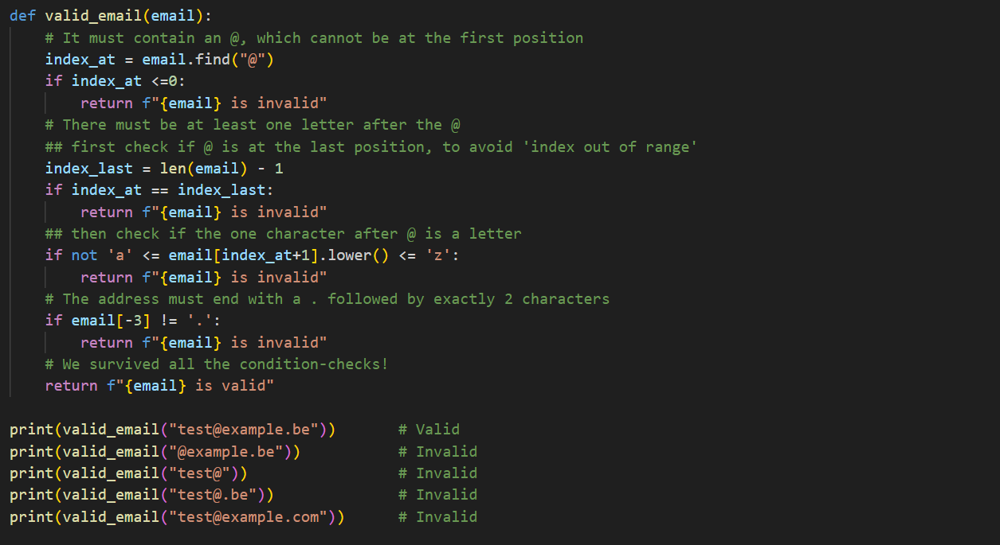 def valid_email(email):
    # It must contain an @, which cannot be at the first position
    index_at = email.find("@")
    if index_at <=0:
        return f"{email} is invalid"
    # There must be at least one letter after the @
    ## first check if @ is at the last position, to avoid 'index out of range'
    index_last = len(email) - 1
    if index_at == index_last:
        return f"{email} is invalid"
    ## then check if the one character after @ is a letter
    if not 'a' <= email[index_at+1].lower() <= 'z':
        return f"{email} is invalid"
    # The address must end with a . followed by exactly 2 characters
    if email[-3] != '.':
        return f"{email} is invalid"
    # We survived all the condition-checks!
    return f"{email} is valid"

print(valid_email("test@example.be"))       # Valid
print(valid_email("@example.be"))           # Invalid
print(valid_email("test@"))                 # Invalid
print(valid_email("test@.be"))              # Invalid
print(valid_email("test@example.com"))      # Invalid